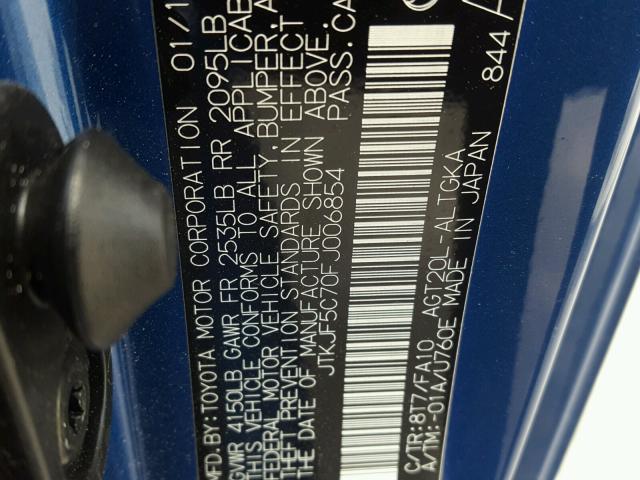 MFD.BY:TOYOTA MOTOR CORPORATION 01/1
GVWR 4150LB GAWR FR 2535LB RR 2095LB
THIS VEHICLE CONFORMS TO ALL APPLICAB
FEDERAL MOTOR VEHICLE SAFETY,BUMPER,A
THEFT PREVENTION STANDARDS IN EFFECT
THE DATE OF MANUFACTURE SHOWN ABOVE.
JTKJF5C70FJ006854 PASS.CA
C/TR:8T7/FA10 AGT20L-ALTGKA
A/TM:-01A/U760E MADE IN JAPAN
844